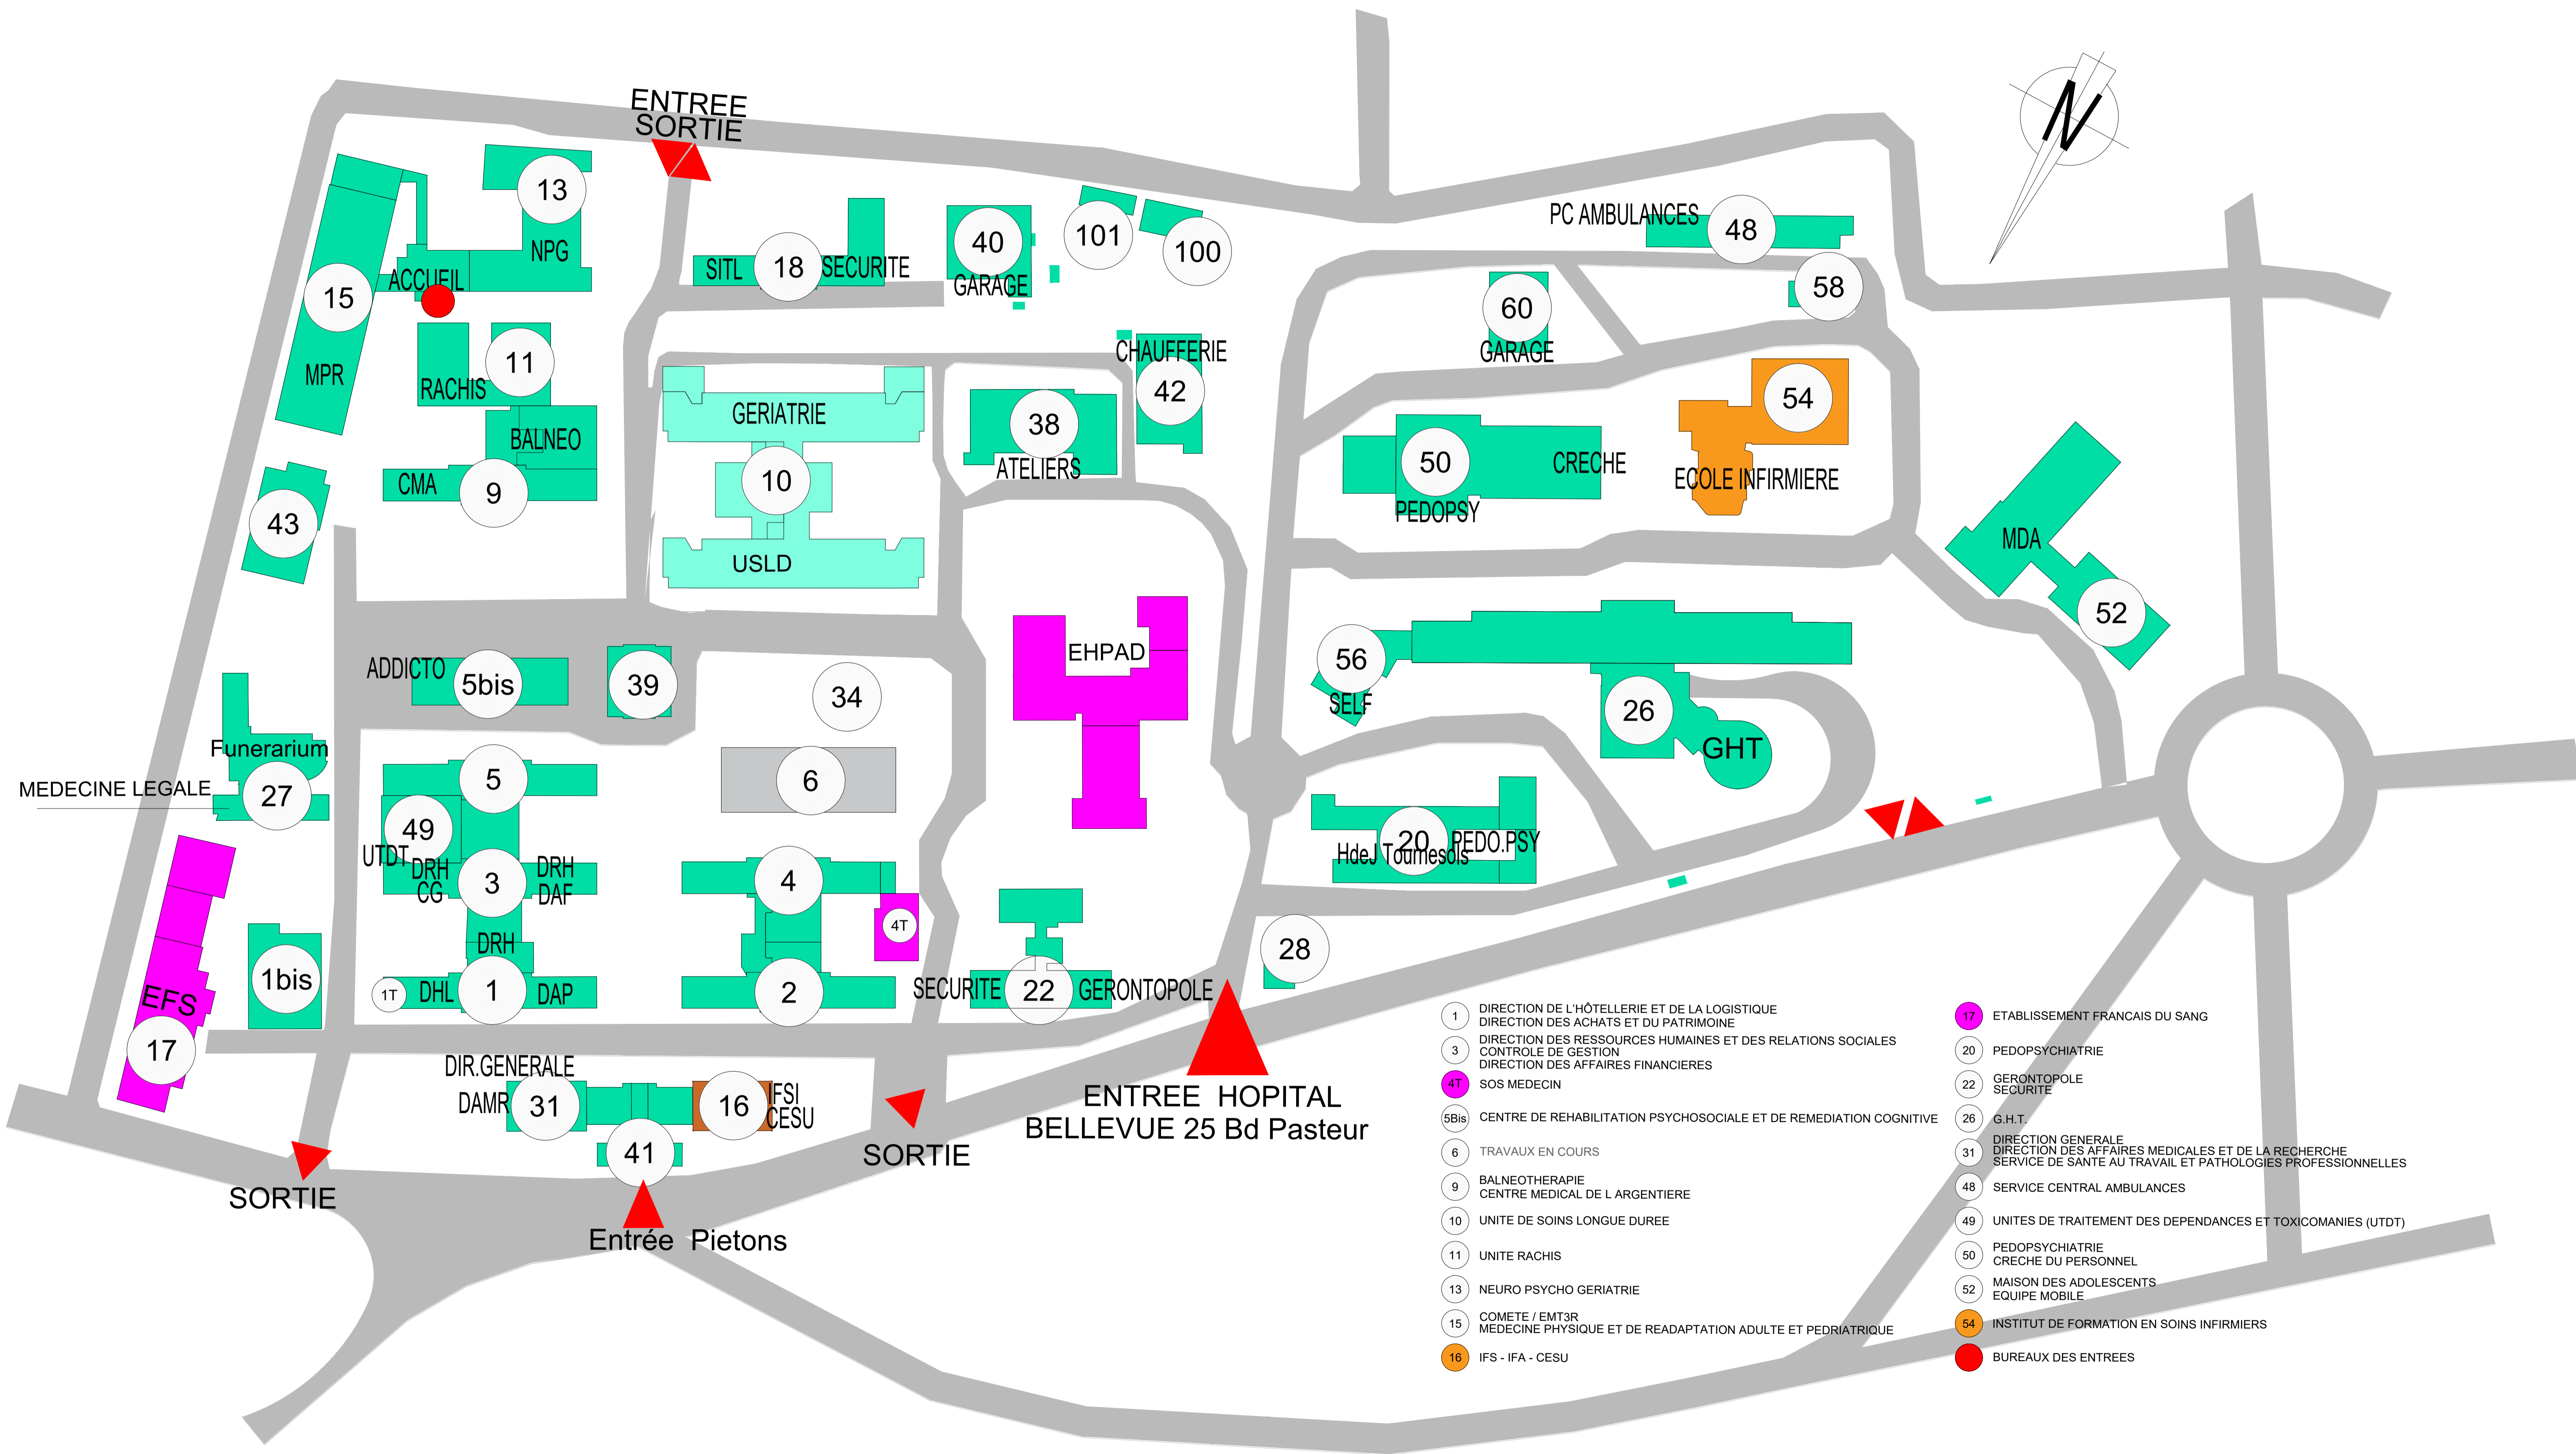 ENTREE
SORTIE
N
13
NPG
ACCUEIL
15
MPR
11
RACHIS
BALNEO
CMA
9
43
SITL
18
SECURITE
40
GARAGE
101
100
CHAUFFERIE
42
38
ATELIERS
GERIATRIE
10
USLD
PC AMBULANCES
48
58
60
GARAGE
54
ECOLE INFIRMIERE
50
CRECHE
PEDOPSY
MDA
52
ADDICTO
5bis
39
34
EHPAD
56
SELF
26
GHT
Funerarium
MEDECINE LEGALE
27
5
49
UTDT
DRH
CG
3
DRH
DAF
DRH
6
4
4T
20
PEDO.PSY
HdeJ Tournesols
EFS
17
1bis
1T
DHL
1
DAP
2
SECURITE
22
GERONTOPOLE
28
DIR.GENERALE
DAMR
31
16
IFSI
CESU
41
SORTIE
Entrée Pietons
SORTIE
ENTREE HOPITAL
BELLEVUE 25 Bd Pasteur
1
DIRECTION DE L'HÔTELLERIE ET DE LA LOGISTIQUE
DIRECTION DES ACHATS ET DU PATRIMOINE
3
DIRECTION DES RESSOURCES HUMAINES ET DES RELATIONS SOCIALES
CONTROLE DE GESTION
DIRECTION DES AFFAIRES FINANCIERES
4T SOS MEDECIN
5Bis CENTRE DE REHABILITATION PSYCHOSOCIALE ET DE REMEDIATION COGNITIVE
6 TRAVAUX EN COURS
9
BALNEOTHERAPIE
CENTRE MEDICAL DE L ARGENTIERE
10 UNITE DE SOINS LONGUE DUREE
11 UNITE RACHIS
13 NEURO PSYCHO GERIATRIE
15
COMETE / EMT3R
MEDECINE PHYSIQUE ET DE READAPTATION ADULTE ET PEDRIATRIQUE
16 IFS - IFA - CESU
17 ETABLISSEMENT FRANCAIS DU SANG
20 PEDOPSYCHIATRIE
22
GERONTOPOLE
SECURITE
26 G.H.T.
31
DIRECTION GENERALE
DIRECTION DES AFFAIRES MEDICALES ET DE LA RECHERCHE
SERVICE DE SANTE AU TRAVAIL ET PATHOLOGIES PROFESSIONNELLES
48 SERVICE CENTRAL AMBULANCES
49 UNITES DE TRAITEMENT DES DEPENDANCES ET TOXICOMANIES (UTDT)
50
PEDOPSYCHIATRIE
CRECHE DU PERSONNEL
52
MAISON DES ADOLESCENTS
EQUIPE MOBILE
54 INSTITUT DE FORMATION EN SOINS INFIRMIERS
BUREAUX DES ENTREES